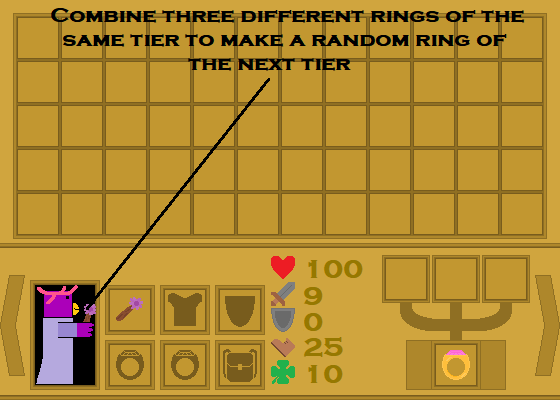 Combine three different rings of the
same tier to make a random ring of
the next tier
100
9
0
25
10